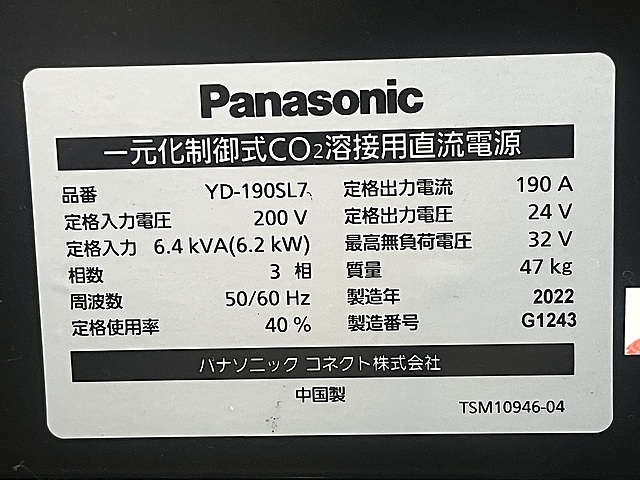 Panasonic
一元化制御式CO2溶接用直流電源
品番 YD-190SL7
定格入力電圧 200 V
定格入力 6.4 kVA(6.2 kW)
相数 3 相
周波数 50/60 Hz
定格使用率 40 %
定格出力電流 190 A
定格出力電圧 24 V
最高無負荷電圧 32 V
質量 47 kg
製造年 2022
製造番号 G1243
パナソニック コネクト株式会社
中国製
TSM10946-04